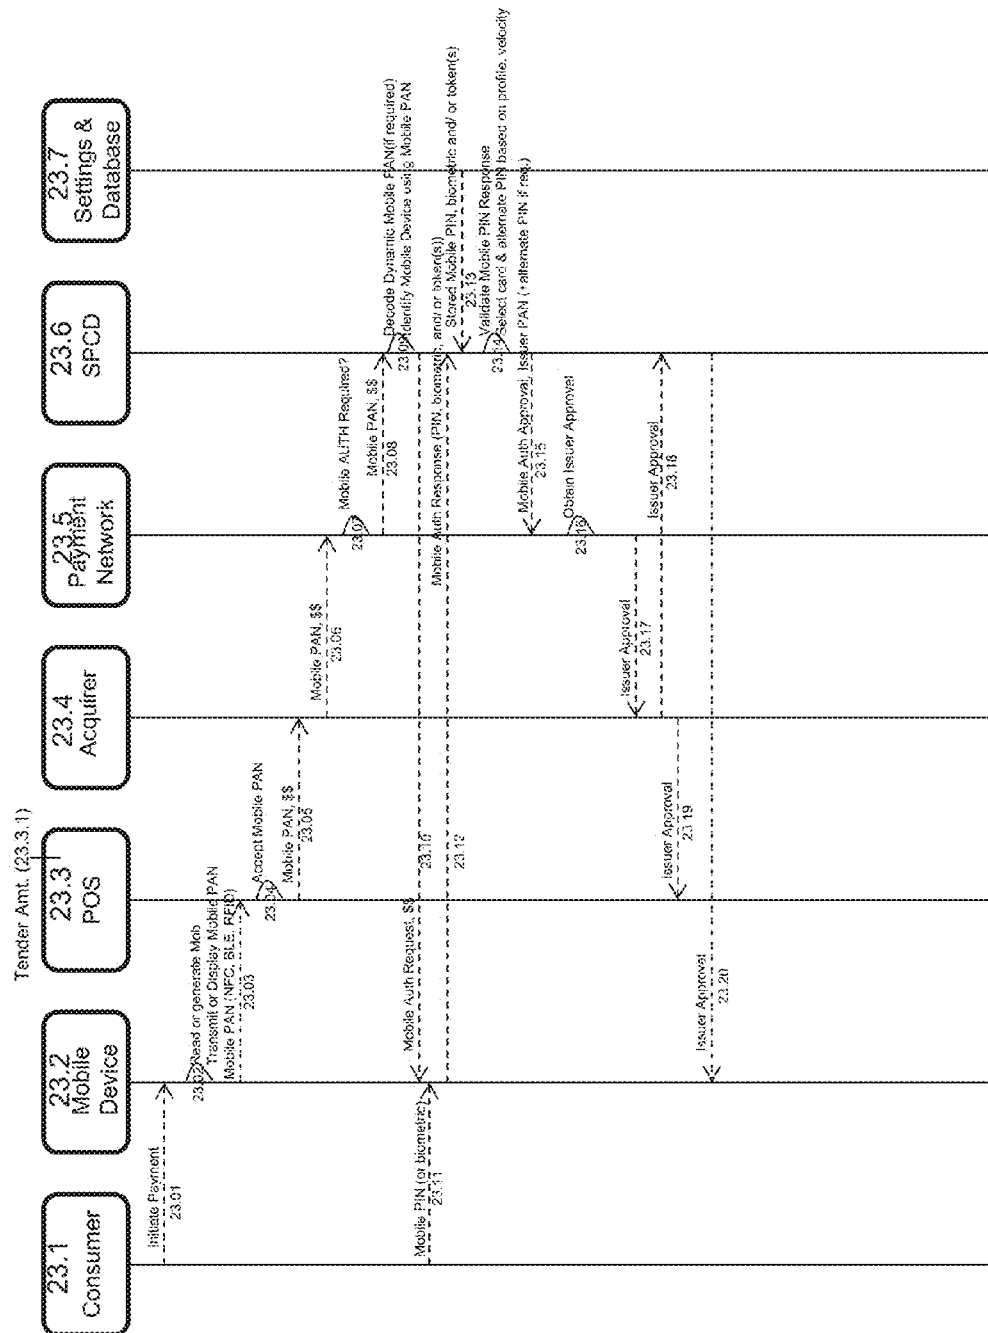 Tender Amt. (23.3.1)
23.1
Consumer
23.2
Mobile
Device
23.3
POS
23.4
Acquirer
23.5
Payment
Network
23.6
SPCD
23.7
Settings &
Database
Initiate Payment
23.01
Read or generate Mob
23.02
Transmit or Display Mobile PAN
Mobile PAN (NFC, BLE, RFID)
23.03
Accept Mobile PAN
23.04
Mobile PAN, $$
23.05
Mobile PAN, $$
23.06
Mobile AUTH Required?
23.07
Mobile PAN, $$
23.08
Decode Dynamic Mobile PAN(if required)
23.09
Identify Mobile Device using Mobile PAN
Mobile Auth Request, $$
23.10
Mobile PIN (or biometric)
23.11
Mobile Auth Response (PIN, biometric, and/ or token(s))
23.12
Stored Mobile PIN, biometric and/ or token(s)
23.13
Validate Mobile PIN Response
23.14
Select card & alternate PIN based on profile, velocity
Mobile Auth Approval, Issuer PAN (+alternate PIN if req.)
23.15
Obtain Issuer Approval
23.16
Issuer Approval
23.17
Issuer Approval
23.18
Issuer Approval
23.19
Issuer Approval
23.20